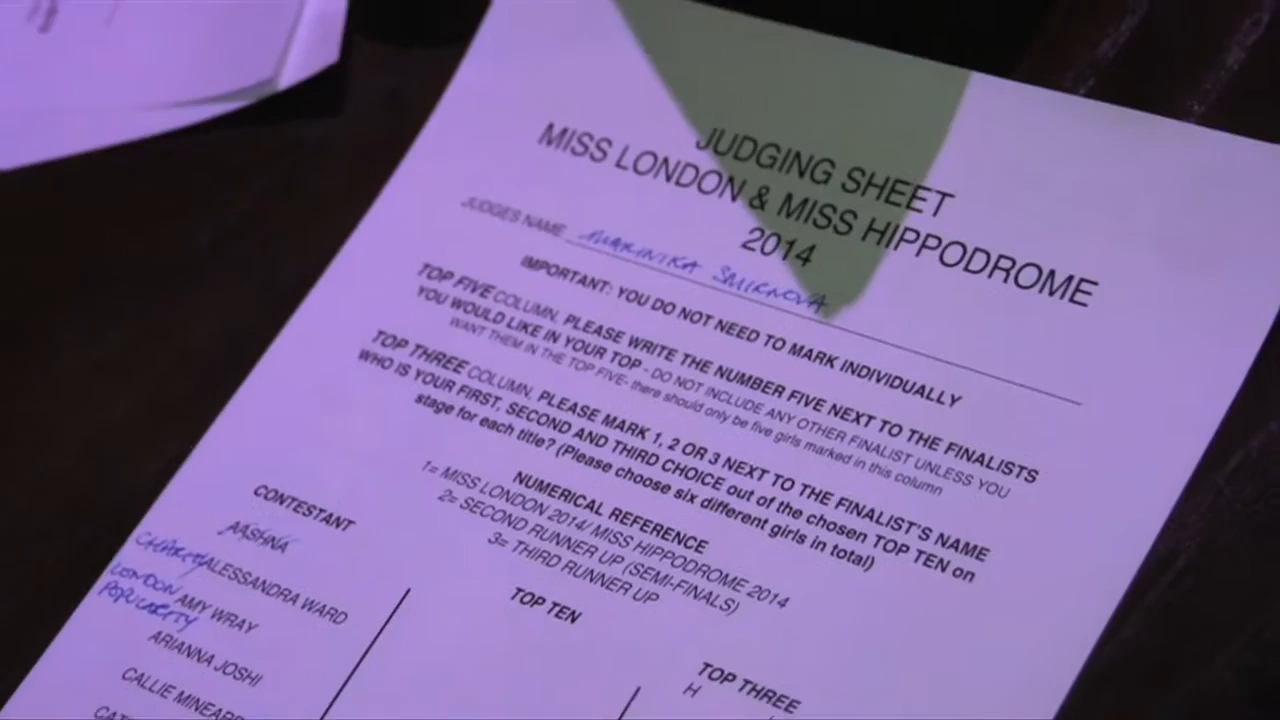 JUDGING SHEET
MISS LONDON & MISS HIPPODROME
2014
JUDGES NAME MARINIKA SMIRNOVA
IMPORTANT: YOU DO NOT NEED TO MARK INDIVIDUALLY
TOP FIVE COLUMN, PLEASE WRITE THE NUMBER FIVE NEXT TO THE FINALISTS
YOU WOULD LIKE IN YOUR TOP - DO NOT INCLUDE ANY OTHER FINALIST UNLESS YOU
WANT THEM IN THE TOP FIVE- there should only be five girls marked in this column
TOP THREE COLUMN, PLEASE MARK 1, 2 OR 3 NEXT TO THE FINALIST'S NAME
WHO IS YOUR FIRST, SECOND AND THIRD CHOICE out of the chosen TOP TEN on
stage for each title? (Please choose six different girls in total)
NUMERICAL REFERENCE
1= MISS LONDON 2014/ MISS HIPPODROME 2014
2= SECOND RUNNER UP (SEMI-FINALS)
3= THIRD RUNNER UP
CONTESTANT
TOP TEN
TOP THREE
H
AASHNA
CHARITY ALESSANDRA WARD
LONDON AMY WRAY
POPULARITY
ARIANNA JOSHI
CALLIE MINEARD